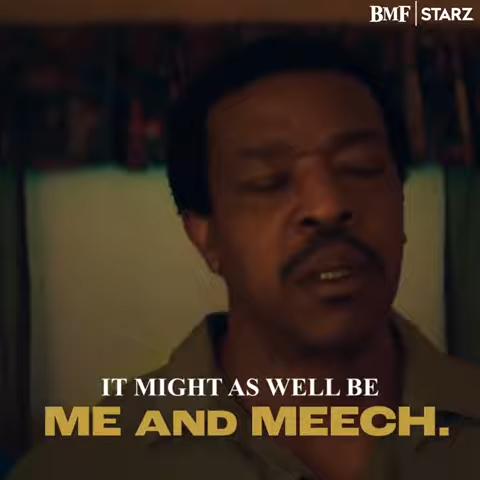 BMF | STARZ
IT MIGHT AS WELL BE
ME AND MEECH.